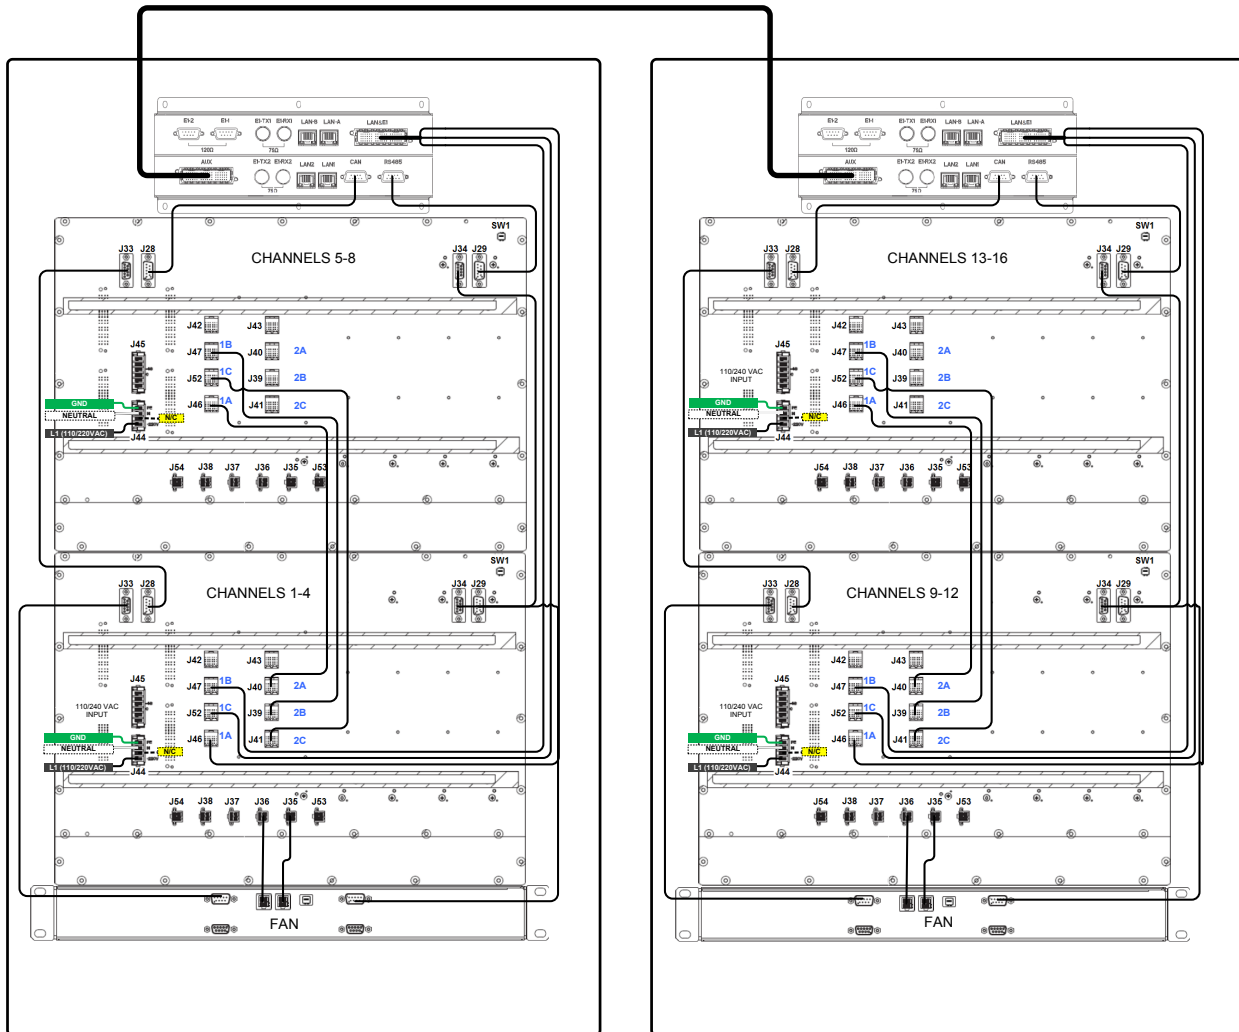 E1-2 E1-1 E1-TX1 E1-RX1 LAN-B LAN-A LAN&E1
120Ω 75Ω
AUX E1-TX2 E1-RX2 LAN2 LAN1 CAN RS485
75Ω
SW1
J33 J28 CHANNELS 5-8 J34 J29
J42 J43
J45 J47 1B J40 2A
J52 1C J39 2B
J46 1A J41 2C
GND
NEUTRAL N/C
L1 (110/220VAC) J44
J54 J38 J37 J36 J35 J53
SW1
J33 J28 CHANNELS 1-4 J34 J29
J42 J43
J45 J47 1B J40 2A
110/240 VAC
INPUT
J52 1C J39 2B
J46 1A J41 2C
GND
NEUTRAL N/C
L1 (110/220VAC) J44
J54 J38 J37 J36 J35 J53
FAN
E1-2 E1-1 E1-TX1 E1-RX1 LAN-B LAN-A LAN&E1
120Ω 75Ω
AUX E1-TX2 E1-RX2 LAN2 LAN1 CAN RS485
75Ω
SW1
J33 J28 CHANNELS 13-16 J34 J29
J42 J43
J45 J47 1B J40 2A
110/240 VAC
INPUT
J52 1C J39 2B
J46 1A J41 2C
GND
NEUTRAL N/C
L1 (110/220VAC) J44
J54 J38 J37 J36 J35 J53
SW1
J33 J28 CHANNELS 9-12 J34 J29
J42 J43
J45 J47 1B J40 2A
110/240 VAC
INPUT
J52 1C J39 2B
J46 1A J41 2C
GND
NEUTRAL N/C
L1 (110/220VAC) J44
J54 J38 J37 J36 J35 J53
FAN